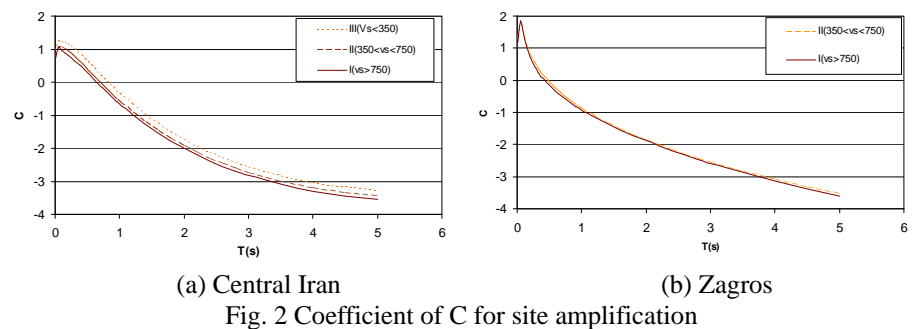 2
1
0
-1
-2
-3
-4
C
0 1 2 3 4 5 6
T(s)
III(Vs<350)
II(350<vs<750)
I(vs>750)
2
1
0
-1
-2
-3
-4
C
0 1 2 3 4 5 6
T(s)
II(350<vs<750)
I(vs>750)
(a) Central Iran (b) Zagros
Fig. 2 Coefficient of C for site amplification